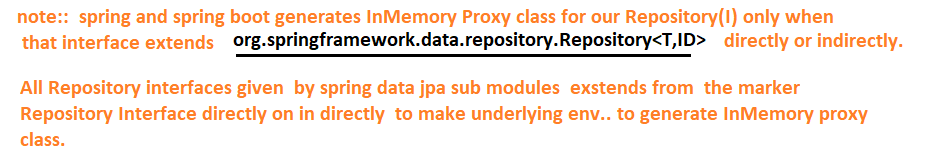 note:: spring and spring boot generates InMemory Proxy class for our Repository(I) only when
that interface extends org.springframework.data.repository.Repository<T,ID> directly or indirectly.
All Repository interfaces given by spring data jpa sub modules exstends from the marker
Repository Interface directly on in directly to make underlying env.. to generate InMemory proxy
class.